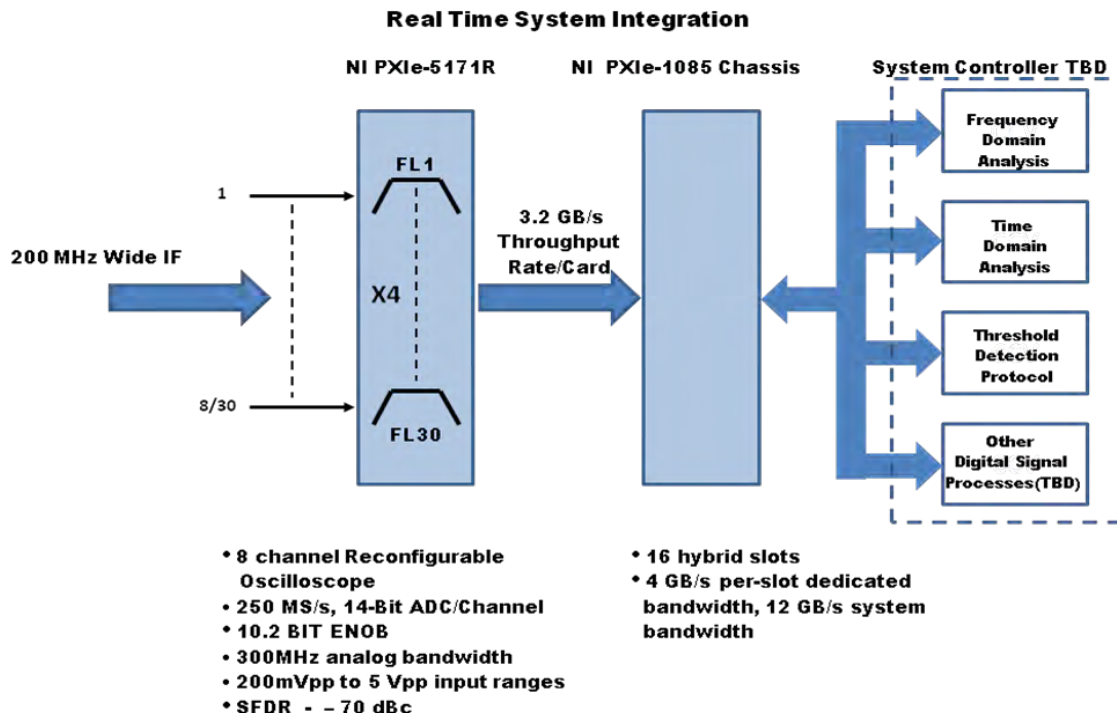 Real Time System Integration
NI PXIe-5171R
NI PXIe-1085 Chassis
System Controller TBD
200 MHz Wide IF
1
8/30
FL1
X4
FL30
3.2 GB/s
Throughput
Rate/Card
Frequency
Domain
Analysis
Time
Domain
Analysis
Threshold
Detection
Protocol
Other
Digital Signal
Processes(TBD)
• 8 channel Reconfigurable
Oscilloscope
• 250 MS/s, 14-Bit ADC/Channel
• 10.2 BIT ENOB
• 300MHz analog bandwidth
• 200mVpp to 5 Vpp input ranges
• SFDR - – 70 dBc
• 16 hybrid slots
• 4 GB/s per-slot dedicated
bandwidth, 12 GB/s system
bandwidth